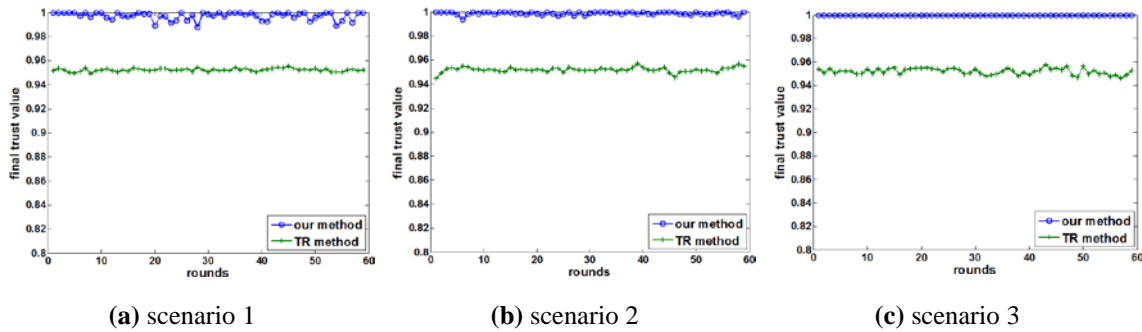 1
0.98
0.96
0.94
0.92
0.9
0.88
0.86
0.84
0.82
0.8
final trust value
our method
TR method
0 10 20 30 40 50 60
rounds
(a) scenario 1
1
0.98
0.96
0.94
0.92
0.9
0.88
0.86
0.84
0.82
0.8
final trust value
our method
TR method
0 10 20 30 40 50 60
rounds
(b) scenario 2
1
0.98
0.96
0.94
0.92
0.9
0.88
0.86
0.84
0.82
0.8
final trust value
our method
TR method
0 10 20 30 40 50 60
rounds
(c) scenario 3